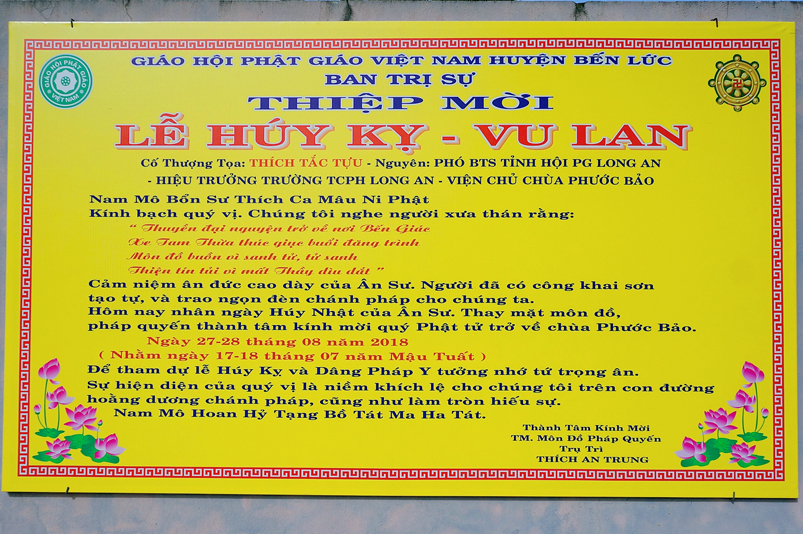 GIÁO HỘI PHẬT GIÁO VIỆT NAM HUYỆN BẾN LỨC
BAN TRỊ SỰ
THIỆP MỜI
LỄ HÚY KỴ - VU LAN
GIÁO HỘI PHẬT GIÁO
VIỆT NAM
Cố Thượng Tọa: THÍCH TẮC TỰU - Nguyên: PHÓ BTS TỈNH HỘI PG LONG AN
- HIỆU TRƯỞNG TRƯỜNG TCPH LONG AN - VIỆN CHỦ CHÙA PHƯỚC BẢO
Nam Mô Bổn Sư Thích Ca Mâu Ni Phật
Kính bạch quý vị. Chúng tôi nghe người xưa thán rằng:
“ Thuyền đại nguyện trở về nơi Bến Giác
Xe Tam Thừa thúc giục buổi đăng trình
Môn đồ buồn vì sanh tử, tử sanh
Thiện tín tủi vì mất Thầy dìu dắt ”
Cảm niệm ân đức cao dày của Ân Sư. Người đã có công khai sơn
tạo tự, và trao ngọn đèn chánh pháp cho chúng ta.
Hôm nay nhân ngày Húy Nhật của Ân Sư. Thay mặt môn đồ,
pháp quyến thành tâm kính mời quý Phật tử trở về chùa Phước Bảo.
Ngày 27-28 tháng 08 năm 2018
( Nhằm ngày 17-18 tháng 07 năm Mậu Tuất )
Để tham dự lễ Húy Kỵ và Dâng Pháp Y tưởng nhớ tứ trọng ân.
Sự hiện diện của quý vị là niềm khích lệ cho chúng tôi trên con đường
hoằng dương chánh pháp, cũng như làm tròn hiếu sự.
Nam Mô Hoan Hỷ Tạng Bồ Tát Ma Ha Tát.
Thành Tâm Kính Mời
TM. Môn Đồ Pháp Quyến
Trụ Trì
THÍCH AN TRUNG